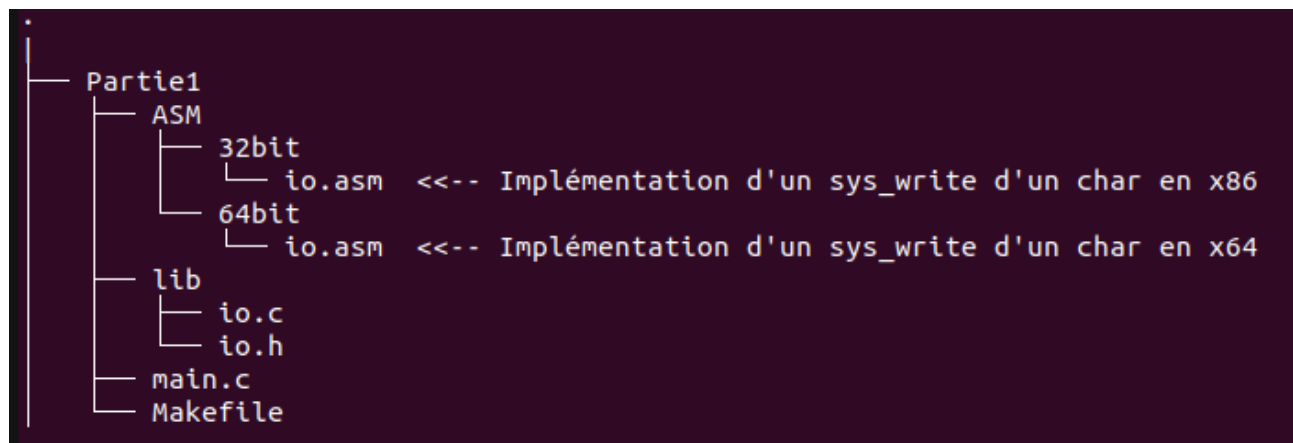 .
Partie1
ASM
32bit
io.asm <<-- Implémentation d'un sys_write d'un char en x86
64bit
io.asm <<-- Implémentation d'un sys_write d'un char en x64
lib
io.c
io.h
main.c
Makefile